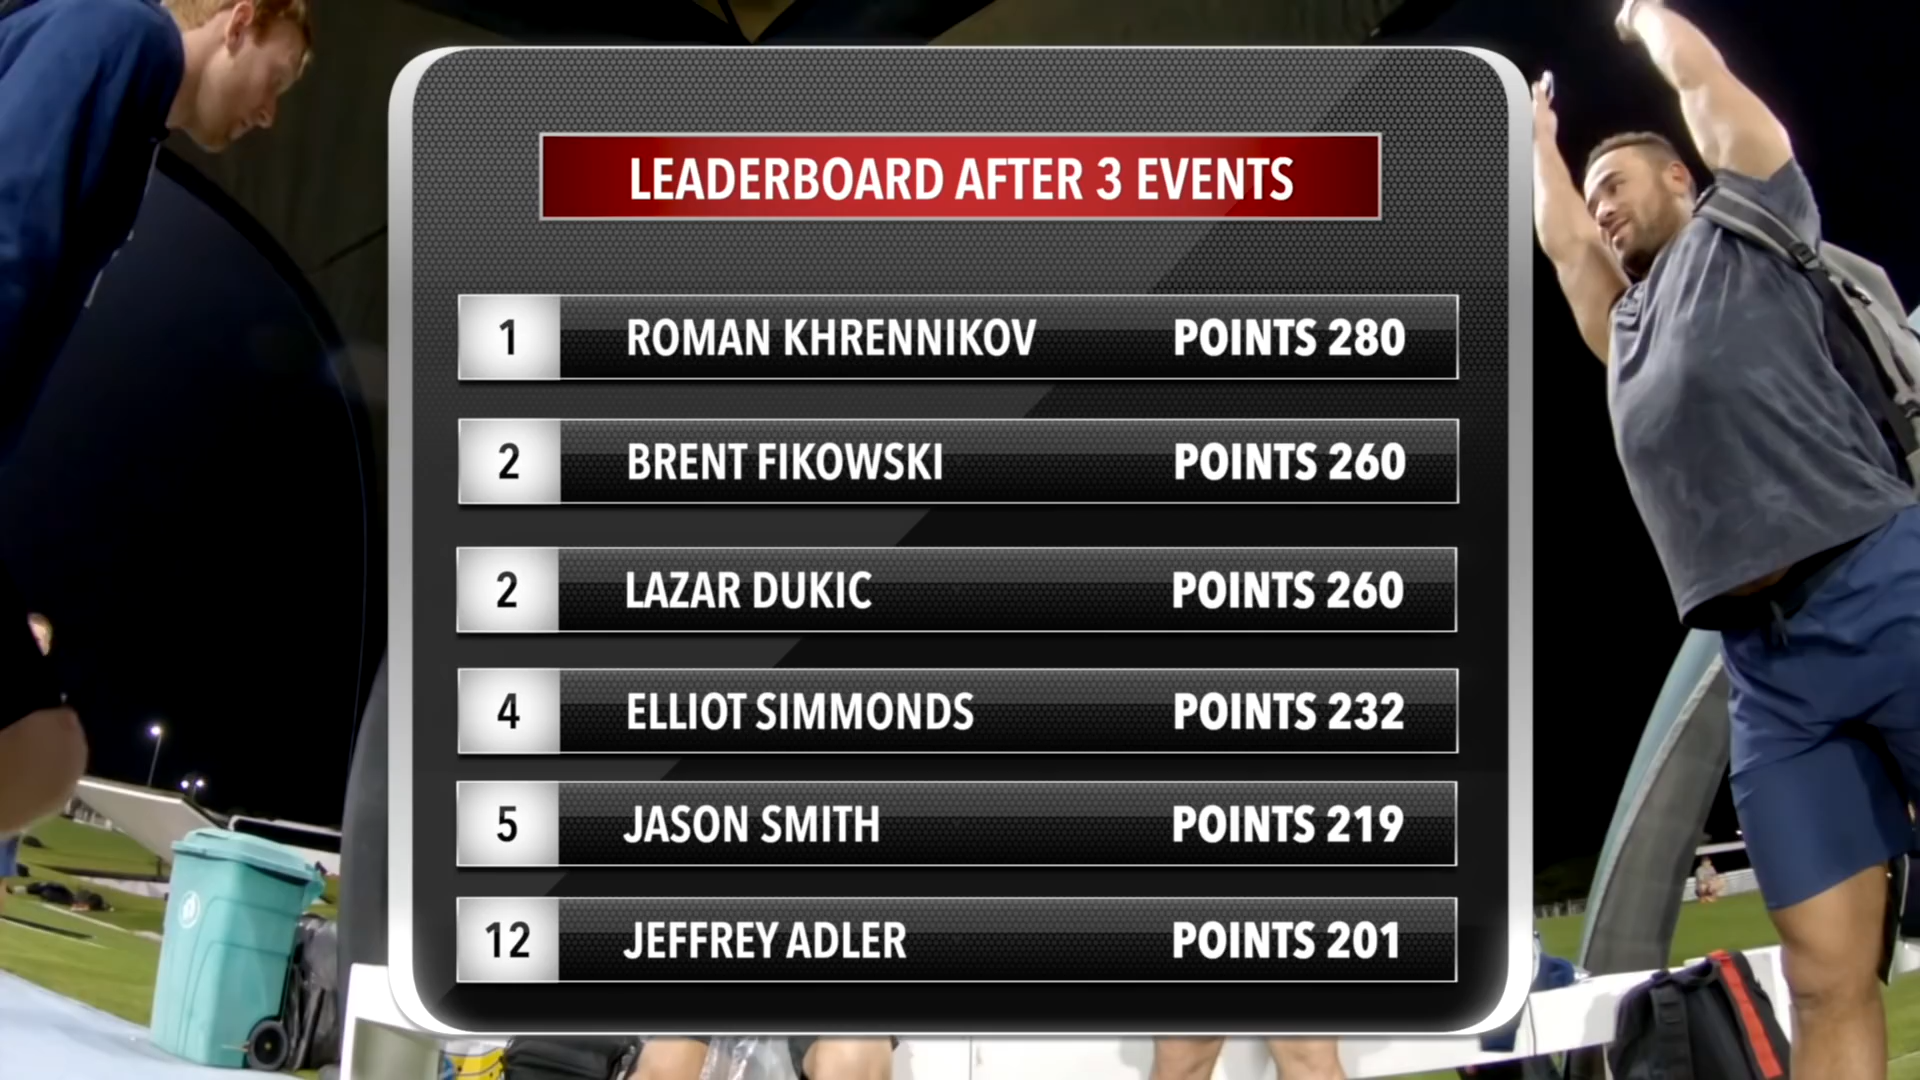 LEADERBOARD AFTER 3 EVENTS
1 ROMAN KHRENNIKOV POINTS 280
2 BRENT FIKOWSKI POINTS 260
2 LAZAR DUKIC POINTS 260
4 ELLIOT SIMMONDS POINTS 232
5 JASON SMITH POINTS 219
12 JEFFREY ADLER POINTS 201